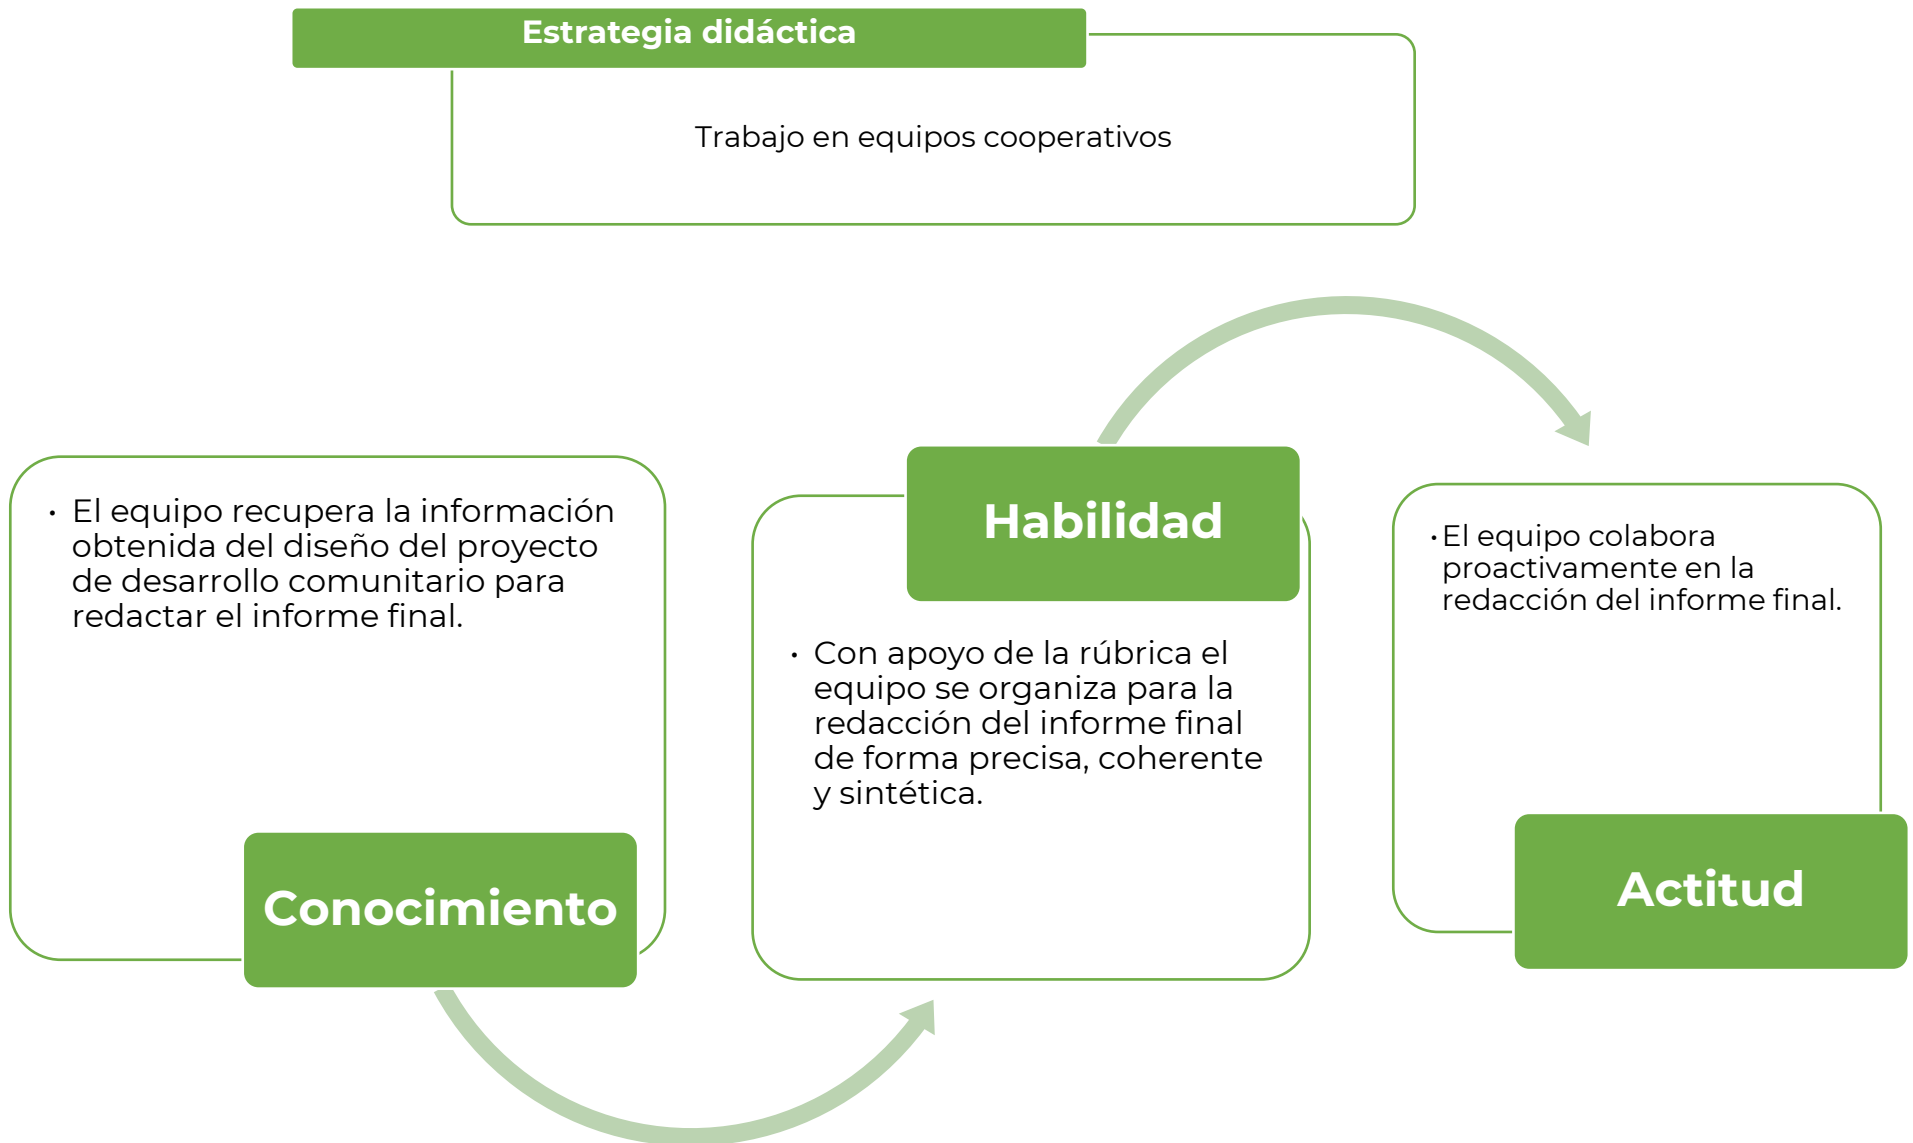 Estrategia didáctica
Trabajo en equipos cooperativos
• El equipo recupera la información
obtenida del diseño del proyecto
de desarrollo comunitario para
redactar el informe final.
Conocimiento
Habilidad
• Con apoyo de la rúbrica el
equipo se organiza para la
redacción del informe final
de forma precisa, coherente
y sintética.
• El equipo colabora
proactivamente en la
redacción del informe final.
Actitud